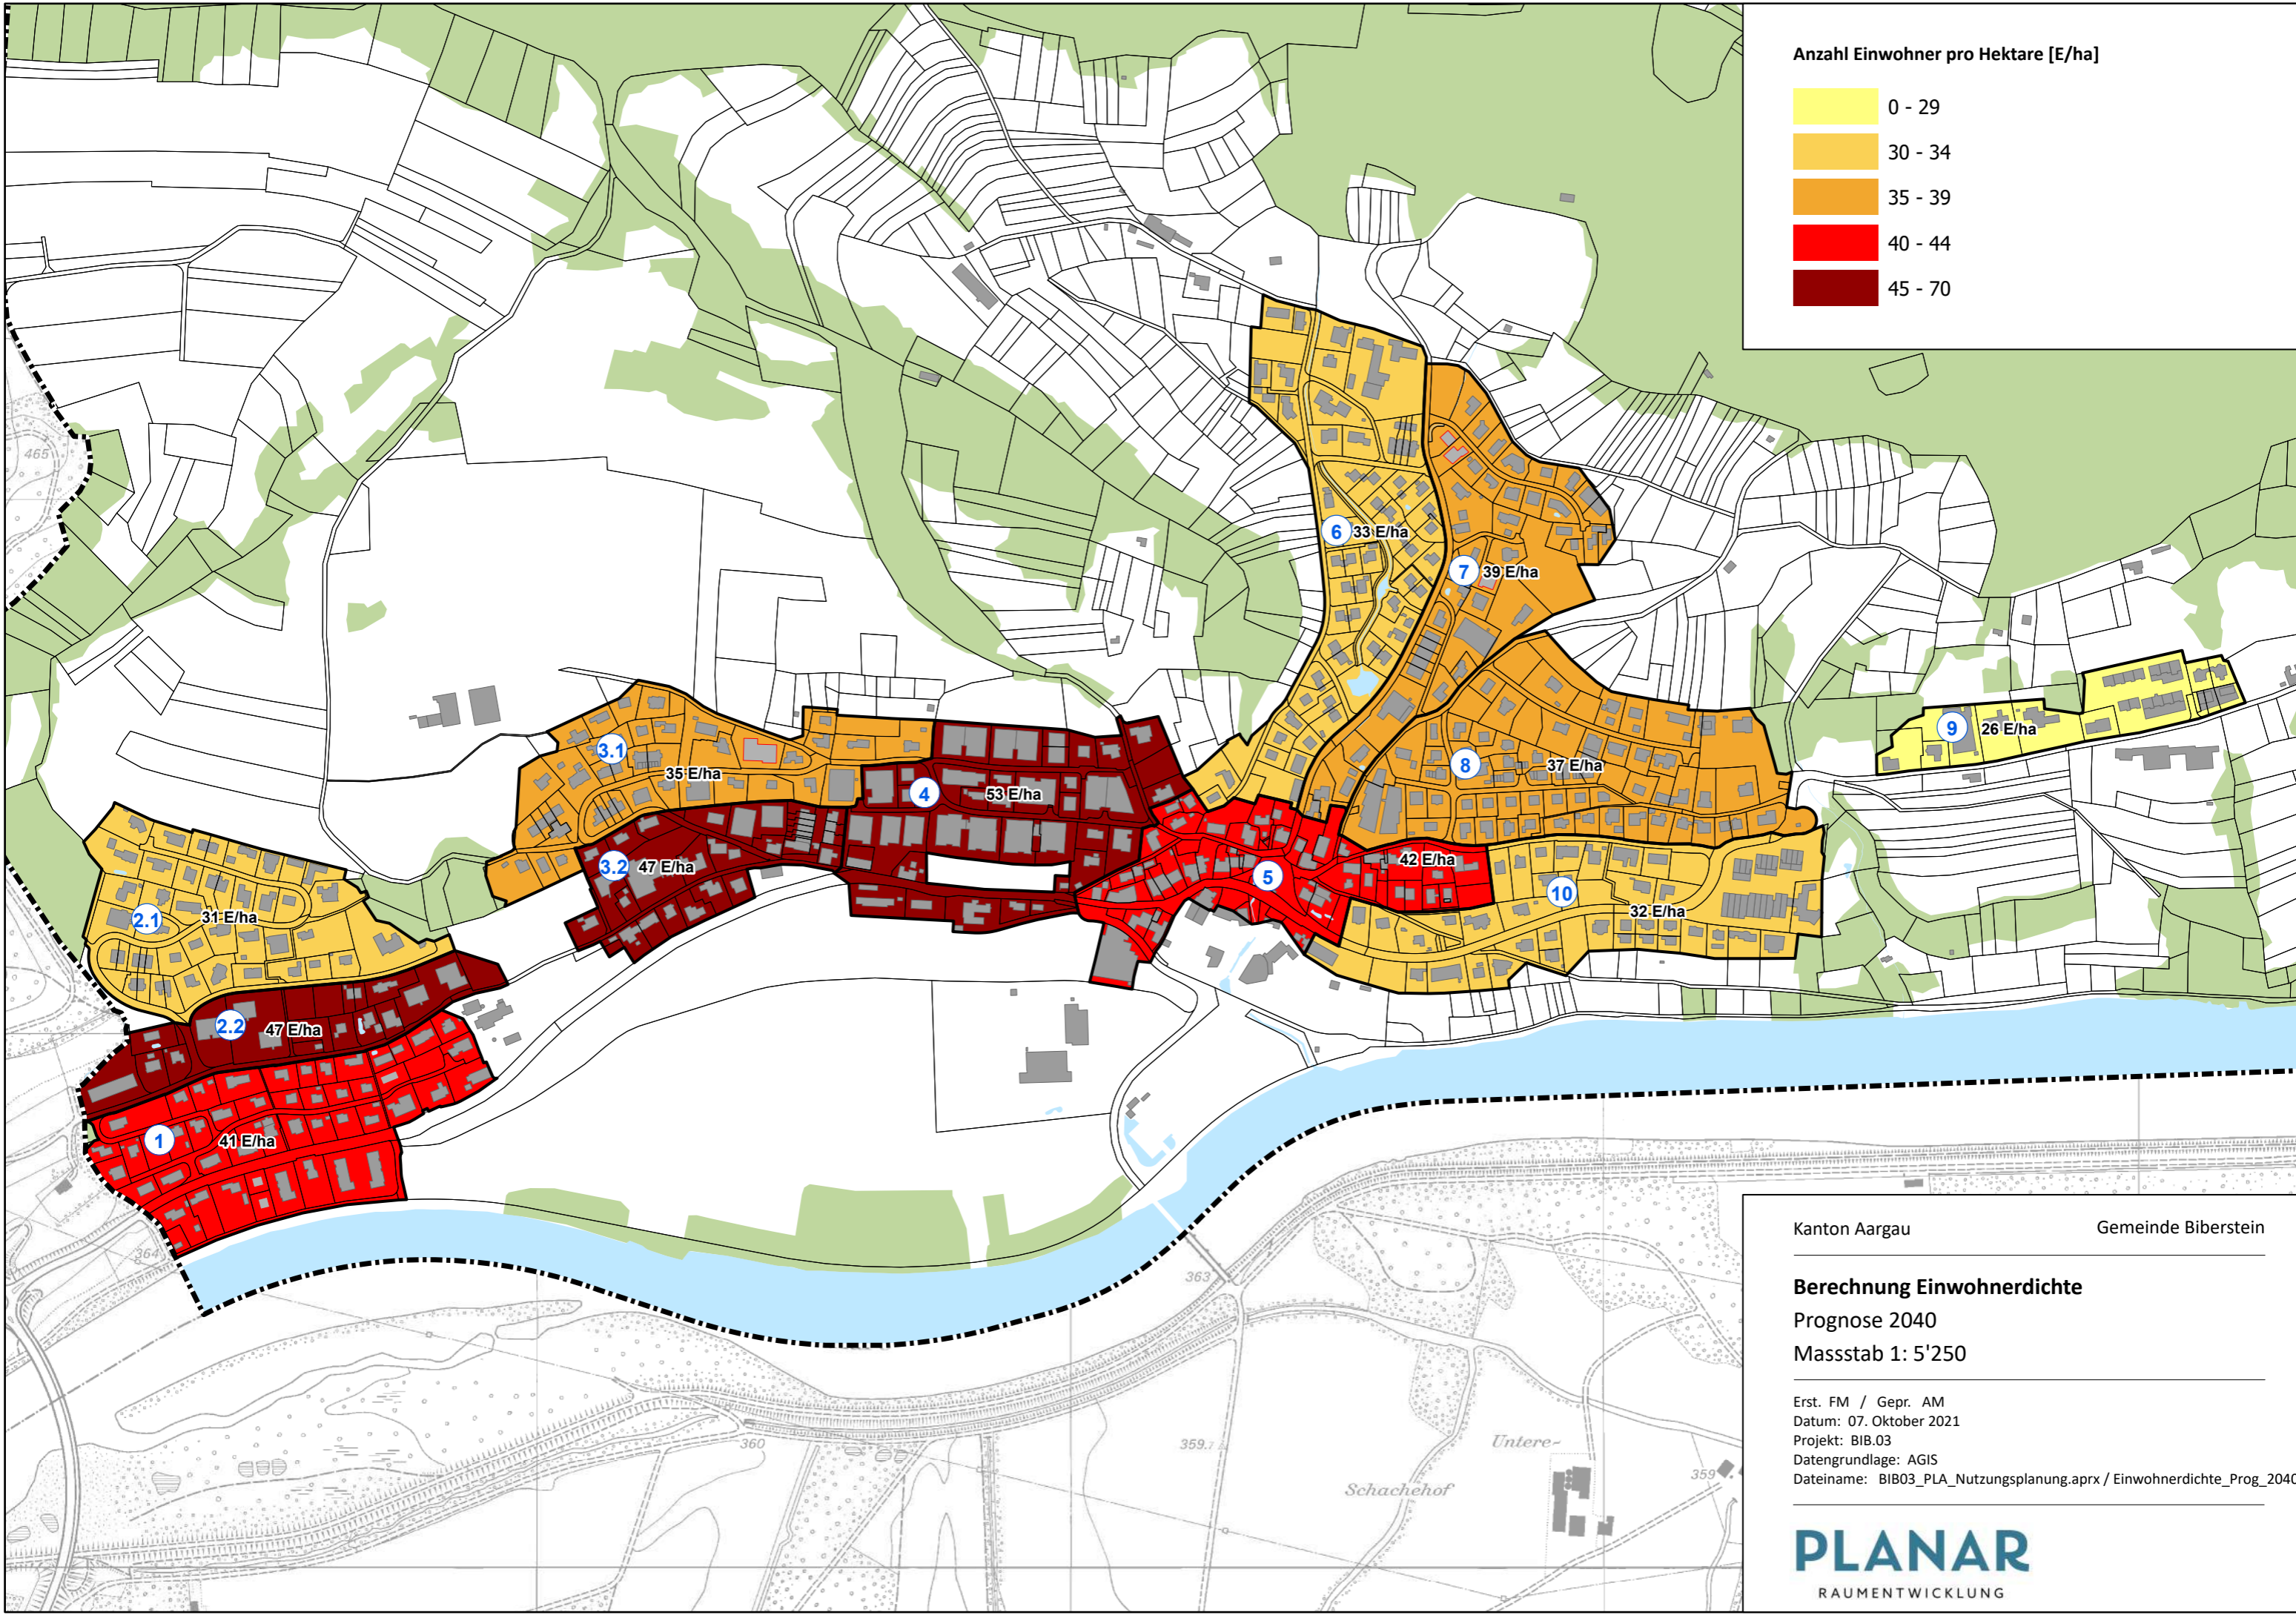 Anzahl Einwohner pro Hektare [E/ha]
0 - 29
30 - 34
35 - 39
40 - 44
45 - 70
465
6 33 E/ha
7 39 E/ha
9 26 E/ha
3.1
35 E/ha
8 37 E/ha
4 53 E/ha
3.2 47 E/ha
42 E/ha
5
10
32 E/ha
2.1 31 E/ha
2.2 47 E/ha
1 41 E/ha
364
363
360
359.7
Untere-
Schachehof
359
Kanton Aargau Gemeinde Biberstein
Berechnung Einwohnerdichte
Prognose 2040
Massstab 1: 5'250
Erst. FM / Gepr. AM
Datum: 07. Oktober 2021
Projekt: BIB.03
Datengrundlage: AGIS
Dateiname: BIB03_PLA_Nutzungsplanung.aprx / Einwohnerdichte_Prog_2040
PLANAR
RAUMENTWICKLUNG